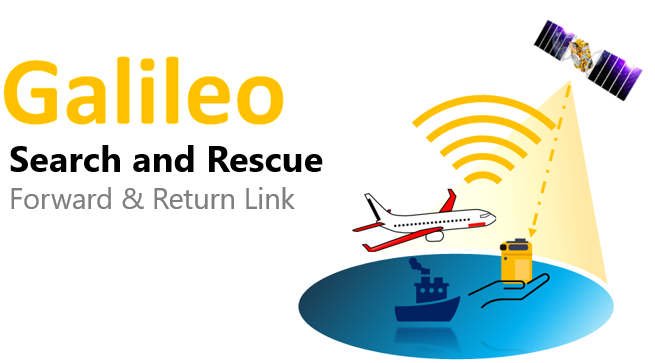 Galileo
Search and Rescue
Forward & Return Link